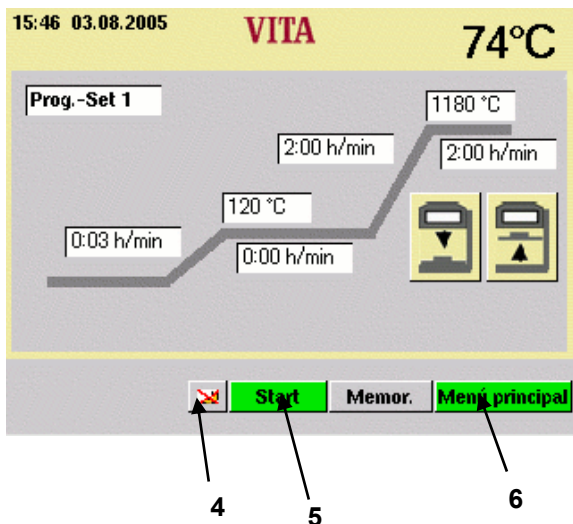 15:46 03.08.2005 VITA 74°C
Prog.-Set 1
1180 °C
2:00 h/min
2:00 h/min
120 °C
0:03 h/min
0:00 h/min
Start Memor. Menú principal
4 5 6